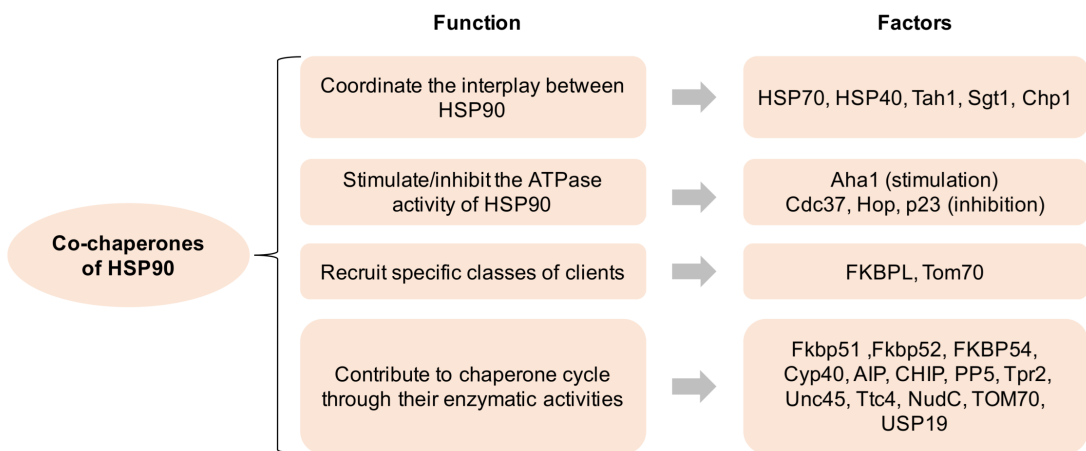 Function
Factors
Co-chaperones
of HSP90
Coordinate the interplay between
HSP90
HSP70, HSP40, Tah1, Sgt1, Chp1
Stimulate/inhibit the ATPase
activity of HSP90
Aha1 (stimulation)
Cdc37, Hop, p23 (inhibition)
Recruit specific classes of clients
FKBPL, Tom70
Contribute to chaperone cycle
through their enzymatic activities
Fkbp51 ,Fkbp52, FKBP54,
Cyp40, AIP, CHIP, PP5, Tpr2,
Unc45, Ttc4, NudC, TOM70,
USP19